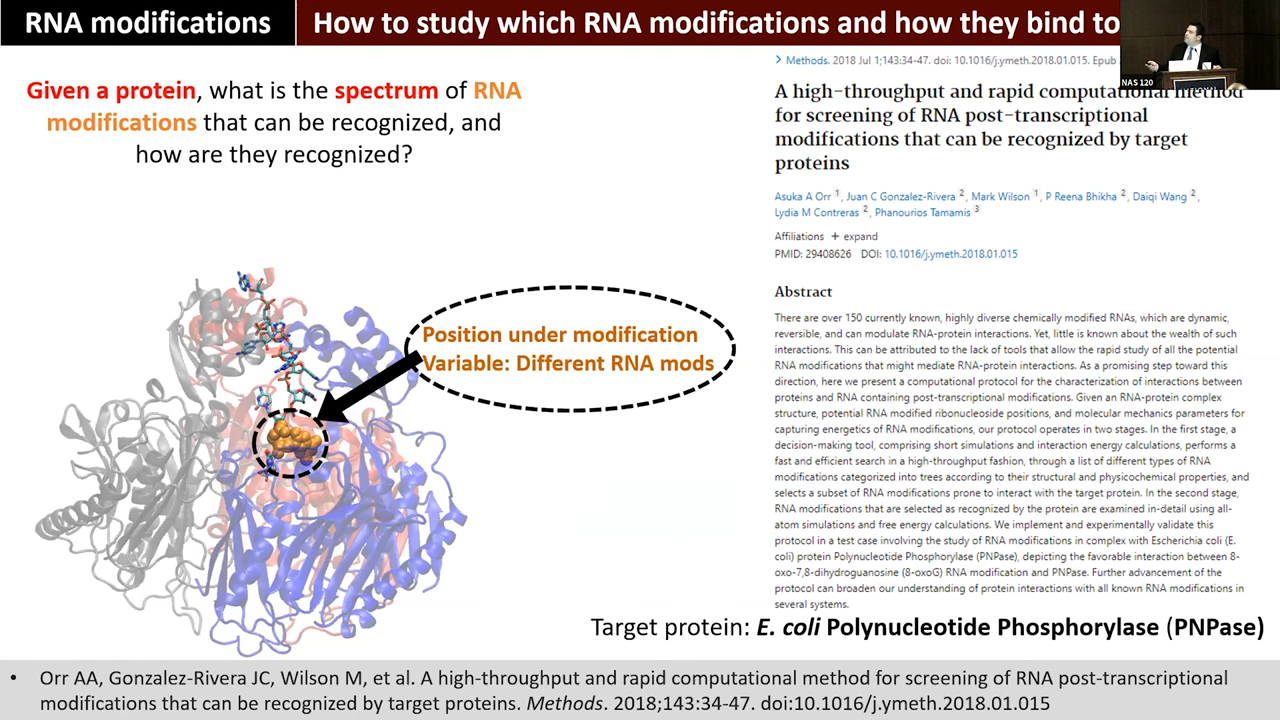 RNA modifications
How to study which RNA modifications and how they bind to
NAS 120
Given a protein, what is the spectrum of RNA
modifications that can be recognized, and
how are they recognized?
Position under modification
Variable: Different RNA mods
Methods. 2018 Jul 1;143:34-47. doi: 10.1016/j.ymeth.2018.01.015. Epub
A high-throughput and rapid computational method
for screening of RNA post-transcriptional
modifications that can be recognized by target
proteins
Asuka A Orr 1, Juan C Gonzalez-Rivera 2, Mark Wilson 1, P Reena Bhikha 2, Daiqi Wang 2,
Lydia M Contreras 2, Phanourios Tamamis 3
Affiliations + expand
PMID: 29408626 DOI: 10.1016/j.ymeth.2018.01.015
Abstract
There are over 150 currently known, highly diverse chemically modified RNAs, which are dynamic,
reversible, and can modulate RNA-protein interactions. Yet, little is known about the wealth of such
interactions. This can be attributed to the lack of tools that allow the rapid study of all the potential
RNA modifications that might mediate RNA-protein interactions. As a promising step toward this
direction, here we present a computational protocol for the characterization of interactions between
proteins and RNA containing post-transcriptional modifications. Given an RNA-protein complex
structure, potential RNA modified ribonucleoside positions, and molecular mechanics parameters for
capturing energetics of RNA modifications, our protocol operates in two stages. In the first stage, a
decision-making tool, comprising short simulations and interaction energy calculations, performs a
fast and efficient search in a high-throughput fashion, through a list of different types of RNA
modifications categorized into trees according to their structural and physicochemical properties, and
selects a subset of RNA modifications prone to interact with the target protein. In the second stage,
RNA modifications that are selected as recognized by the protein are examined in-detail using all-
atom simulations and free energy calculations. We implement and experimentally validate this
protocol in a test case involving the study of RNA modifications in complex with Escherichia coli (E.
coli) protein Polynucleotide Phosphorylase (PNPase), depicting the favorable interaction between 8-
oxo-7,8-dihydroguanosine (8-oxoG) RNA modification and PNPase. Further advancement of the
protocol can broaden our understanding of protein interactions with all known RNA modifications in
several systems.
Target protein: E. coli Polynucleotide Phosphorylase (PNPase)
• Orr AA, Gonzalez-Rivera JC, Wilson M, et al. A high-throughput and rapid computational method for screening of RNA post-transcriptional
modifications that can be recognized by target proteins. Methods. 2018;143:34-47. doi:10.1016/j.ymeth.2018.01.015